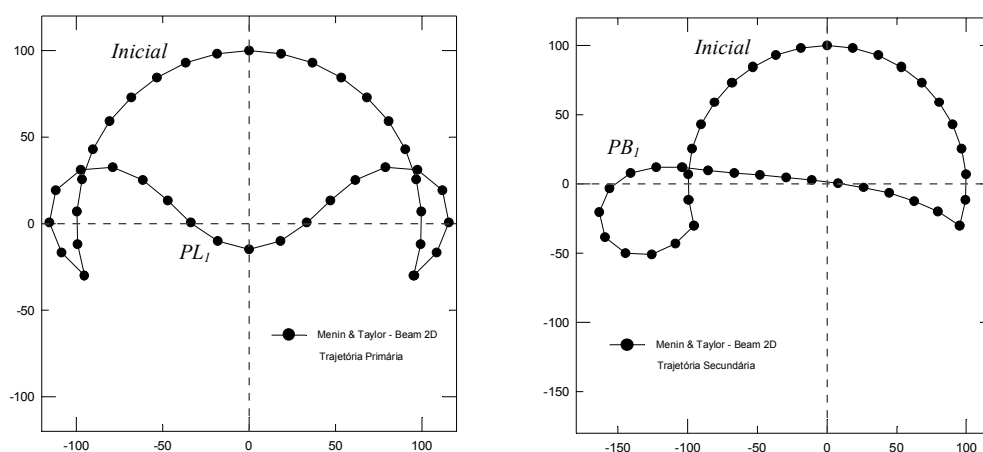 Inicial
100
50
0
-50
-100
PL1
Menin & Taylor - Beam 2D
Trajetória Primária
-100 -50 0 50 100
Inicial
100
50
0
-50
-100
-150
PB1
Menin & Taylor - Beam 2D
Trajetória Secundária
-150 -100 -50 0 50 100